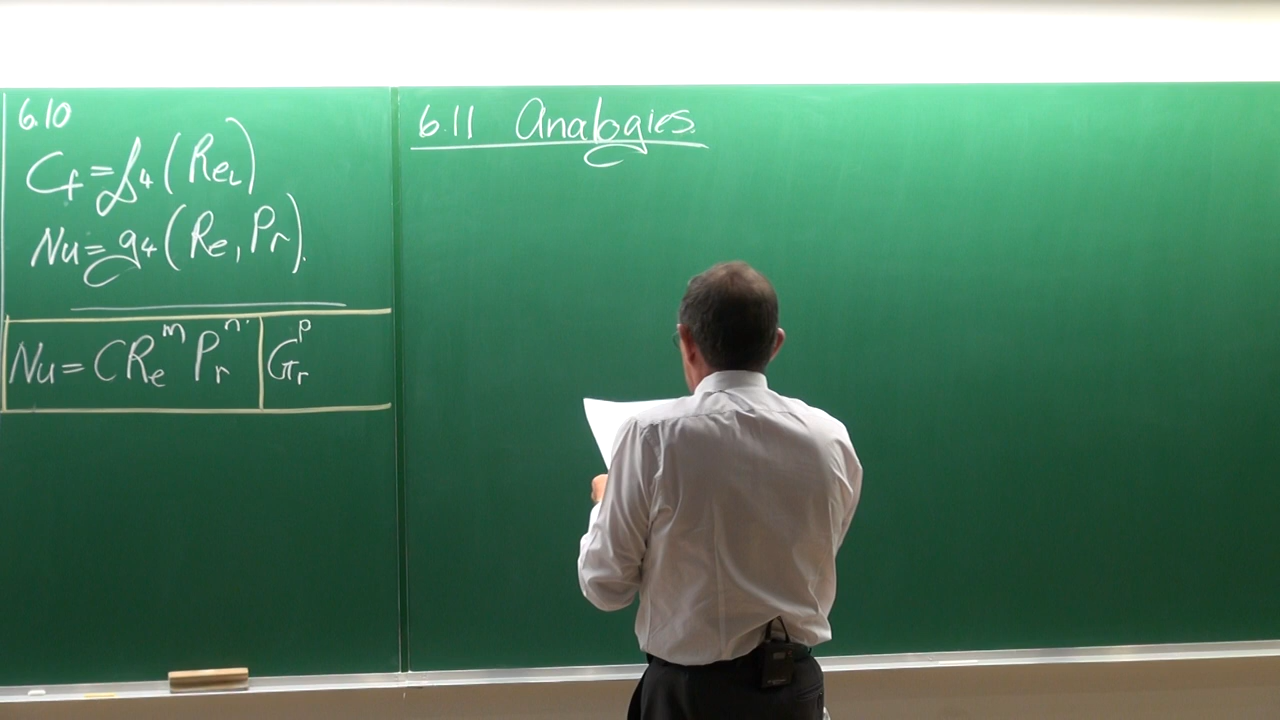 6.10
Cf = f4 (ReL)
Nu = g4 (Re, Pr).
Nu = C Re^m Pr^n. Gr^p
6.11 Analogies.